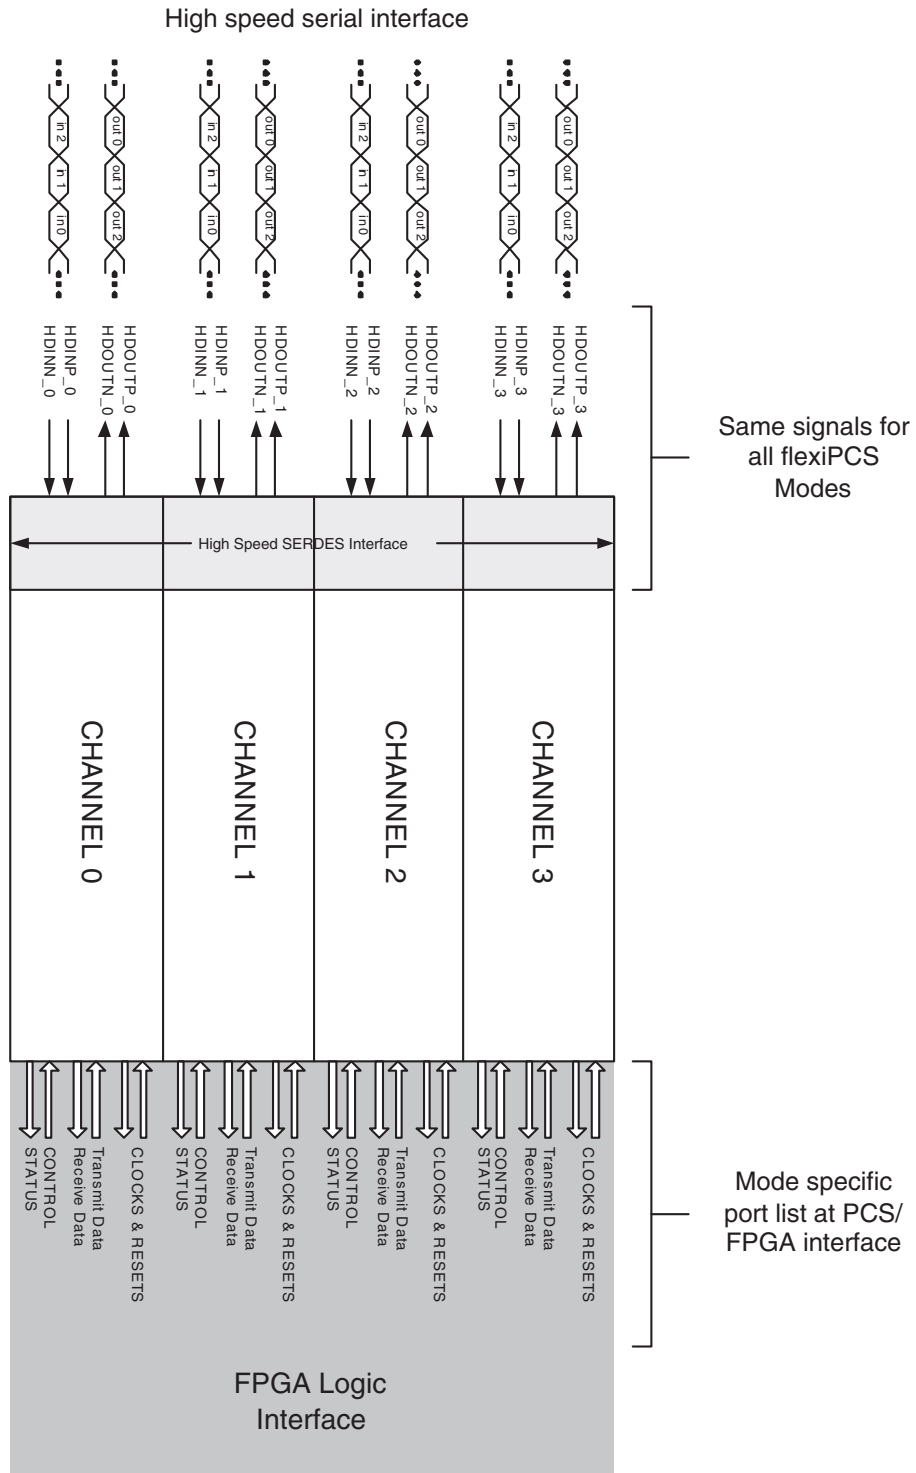 High speed serial interface
in 2
in 1
in0
out 0
out 1
out 2
in 2
in 1
in0
out 0
out 1
out 2
in 2
in 1
in0
out 0
out 1
out 2
in 2
in 1
in0
out 0
out 1
out 2
HDINN_0
HDINP_0
HDOUTN_0
HDOUTP_0
HDINN_1
HDINP_1
HDOUTN_1
HDOUTP_1
HDINN_2
HDINP_2
HDOUTN_2
HDOUTP_2
HDINN_3
HDINP_3
HDOUTN_3
HDOUTP_3
Same signals for
all flexiPCS
Modes
High Speed SERDES Interface
CHANNEL 0
CHANNEL 1
CHANNEL 2
CHANNEL 3
STATUS
CONTROL
Receive Data
Transmit Data
CLOCKS & RESETS
STATUS
CONTROL
Receive Data
Transmit Data
CLOCKS & RESETS
STATUS
CONTROL
Receive Data
Transmit Data
CLOCKS & RESETS
STATUS
CONTROL
Receive Data
Transmit Data
CLOCKS & RESETS
Mode specific
port list at PCS/
FPGA interface
FPGA Logic
Interface